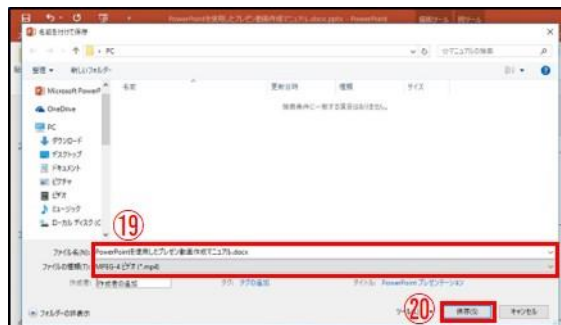 PowerPointを使用したプレゼン動画作成マニュアル.docx.pptx - PowerPoint
名前を付けて保存
PC
整理 新しいフォルダー
Microsoft PowerP 名前 更新日時 種類 サイズ
検索条件に一致する項目はありません。
OneDrive
PC
ダウンロード
デスクトップ
ドキュメント
ピクチャ
ビデオ
ミュージック
ローカル ディスク (C
⑲
ファイル名(N): PowerPointを使用したプレゼン動画作成マニュアル.docx
ファイルの種類(T): MPEG-4 ビデオ (*.mp4)
作成者: 作成者の追加 タグ: タグの追加 タイトル: PowerPoint プレゼンテーション
フォルダーの非表示 ⑳ 保存(S) キャンセル